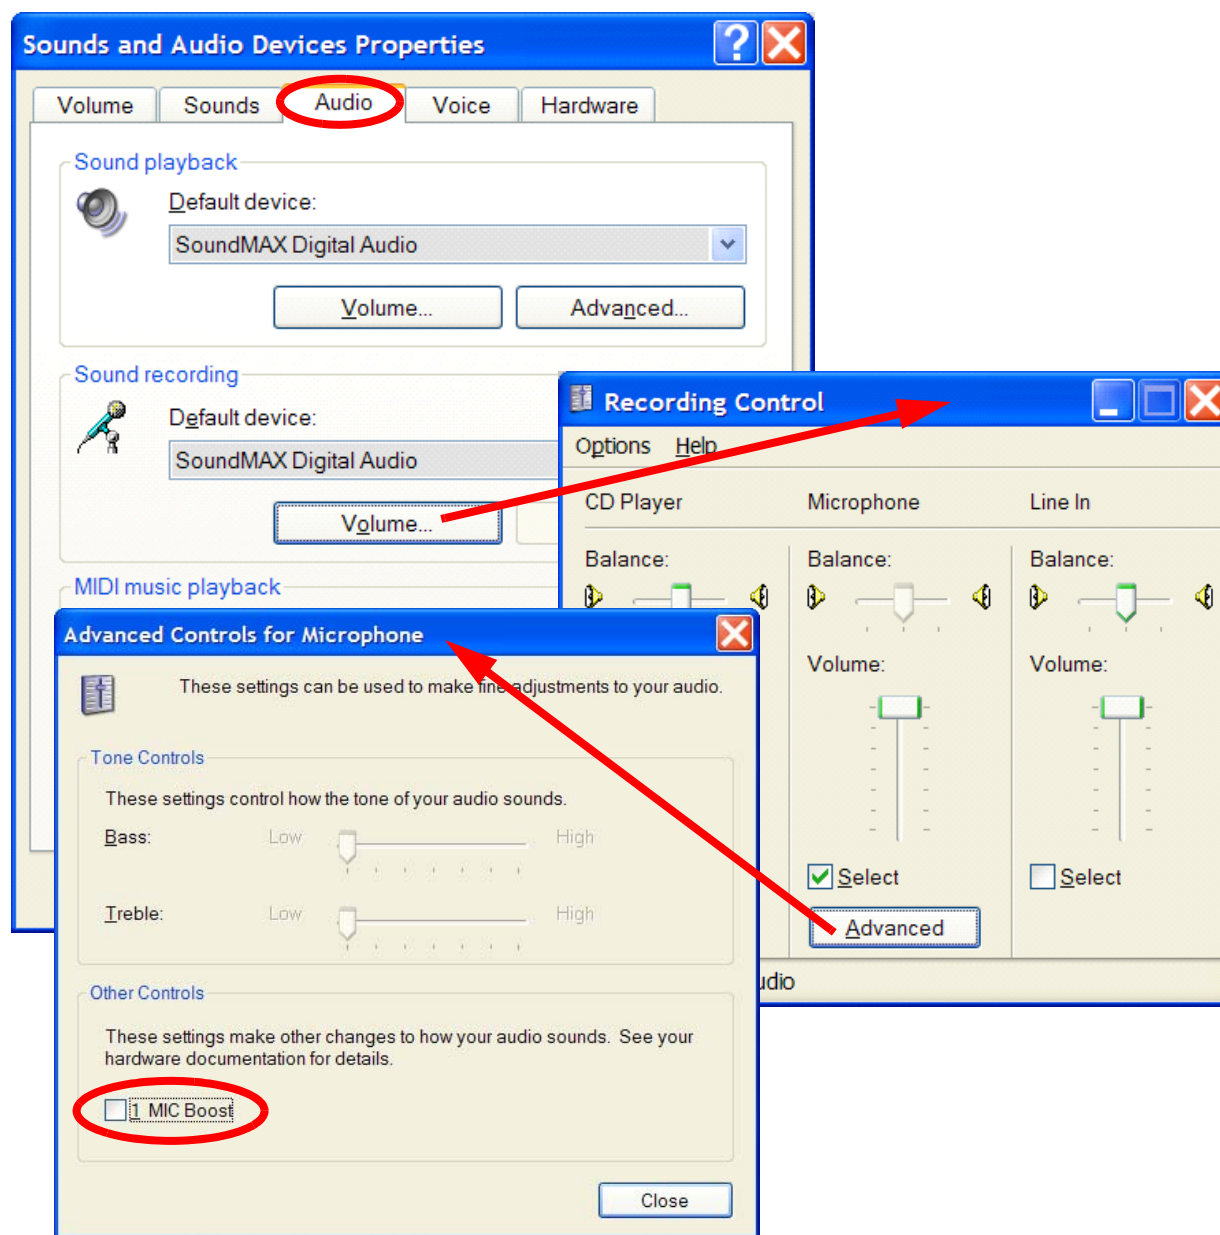 Sounds and Audio Devices Properties
Volume Sounds Audio Voice Hardware
Sound playback
Default device:
SoundMAX Digital Audio
Volume... Advanced...
Sound recording
Default device:
SoundMAX Digital Audio
Volume...
MIDI music playback
Recording Control
Options Help
CD Player Microphone Line In
Balance: Balance: Balance:
Volume: Volume:
Select Select
Advanced
udio
Advanced Controls for Microphone
These settings can be used to make fine adjustments to your audio.
Tone Controls
These settings control how the tone of your audio sounds.
Bass: Low High
Treble: Low High
Other Controls
These settings make other changes to how your audio sounds. See your
hardware documentation for details.
1 MIC Boost
Close